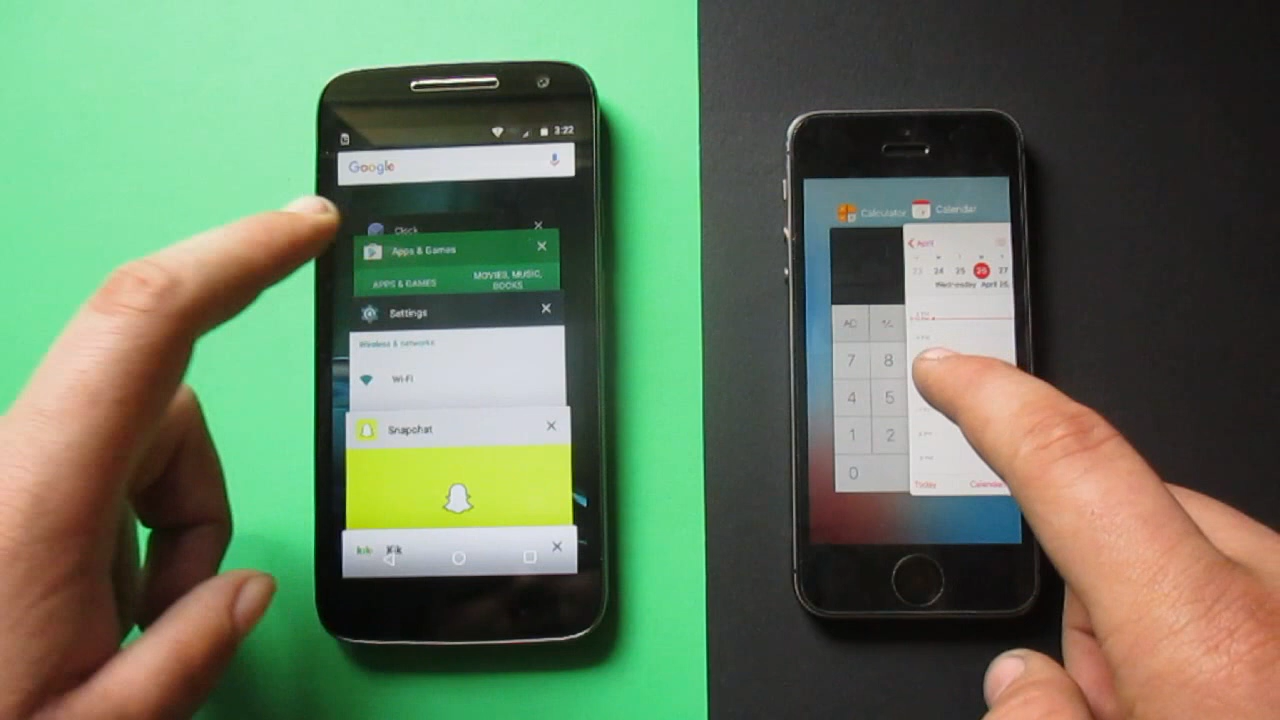 3:22
Google
Clock
Apps & Games
APPS & GAMES
MOVIES, MUSIC,
BOOKS
Settings
Wireless & networks
Wi-Fi
Snapchat
kik Kik
Calculator
Calendar
April
23 24 25 26 27
Wednesday April 26,
AC
7 8
4 5
1 2
0
Today
Calendar